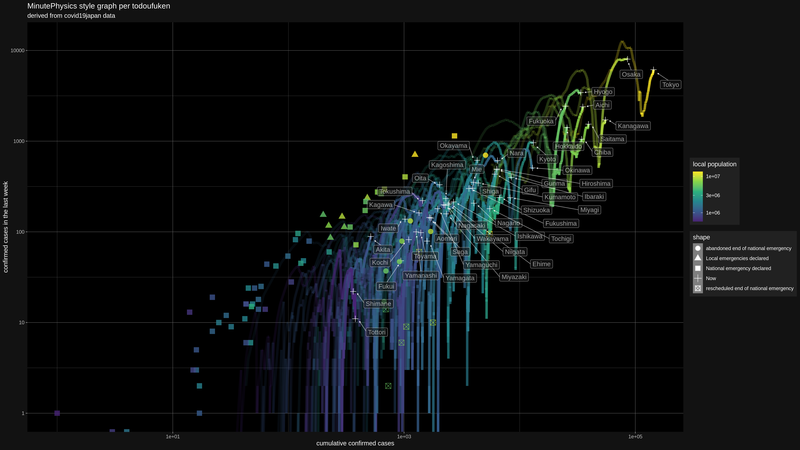 MinutePhysics style graph per todoufuken
derived from covid19japan data
confirmed cases in the last week
10000
1000
100
10
1
1e+01
1e+03
1e+05
cumulative confirmed cases
Osaka
Tokyo
Hyogo
Aichi
Fukuoka
Kanagawa
Saitama
Okayama
Hokkaido
Chiba
Nara
Kyoto
Kagoshima
Mie
Okinawa
Oita
Gunma
Hiroshima
Tokushima
Shiga
Gifu
Kumamoto
Ibaraki
Kagawa
Shizuoka
Miyagi
Iwate
Nagasaki
Nagano
Fukushima
Aomori
Wakayama
Ishikawa
Tochigi
Akita
Toyama
Saga
Niigata
Kochi
Yamaguchi
Ehime
Yamanashi
Yamagata
Miyazaki
Fukui
Shimane
Tottori
local population
1e+07
3e+06
1e+06
shape
abandoned end of national emergency
Local emergencies declared
National emergency declared
Now
rescheduled end of national emergency